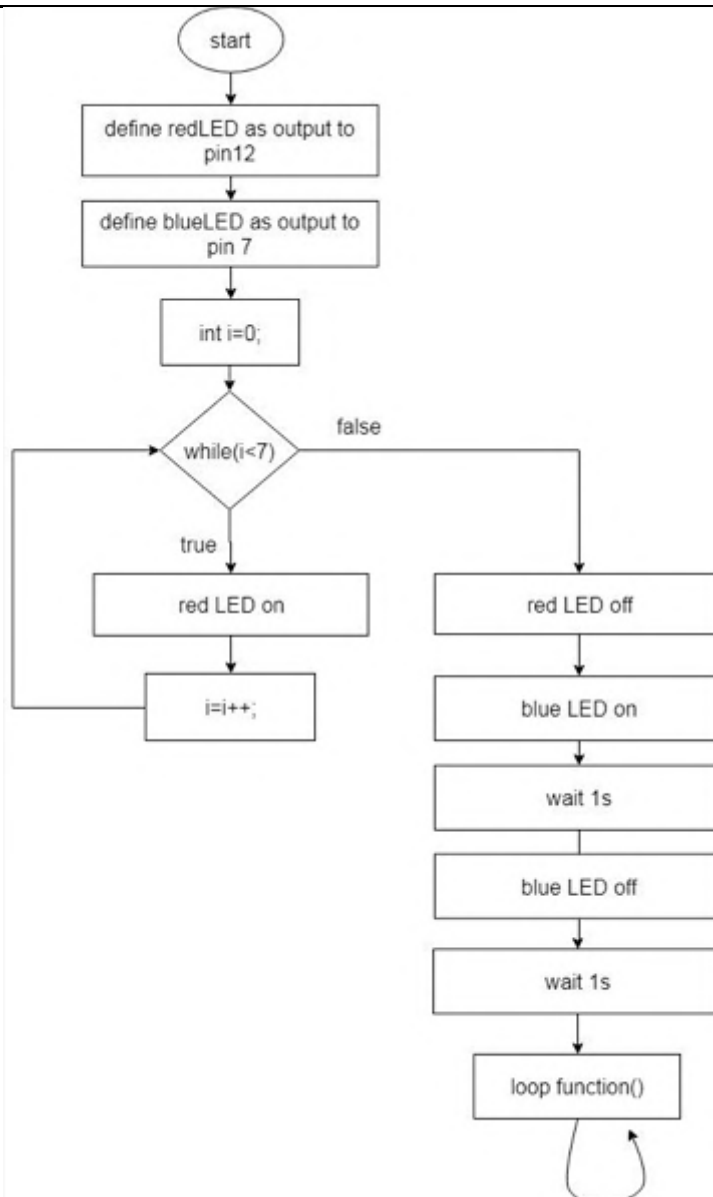 start
define redLED as output to
pin12
define blueLED as output to
pin 7
int i=0;
while(i<7)
false
true
red LED on
i=i++;
red LED off
blue LED on
wait 1s
blue LED off
wait 1s
loop function()